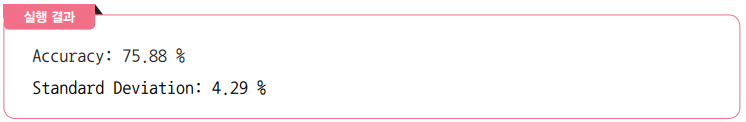 실행 결과
Accuracy: 75.88 %
Standard Deviation: 4.29 %